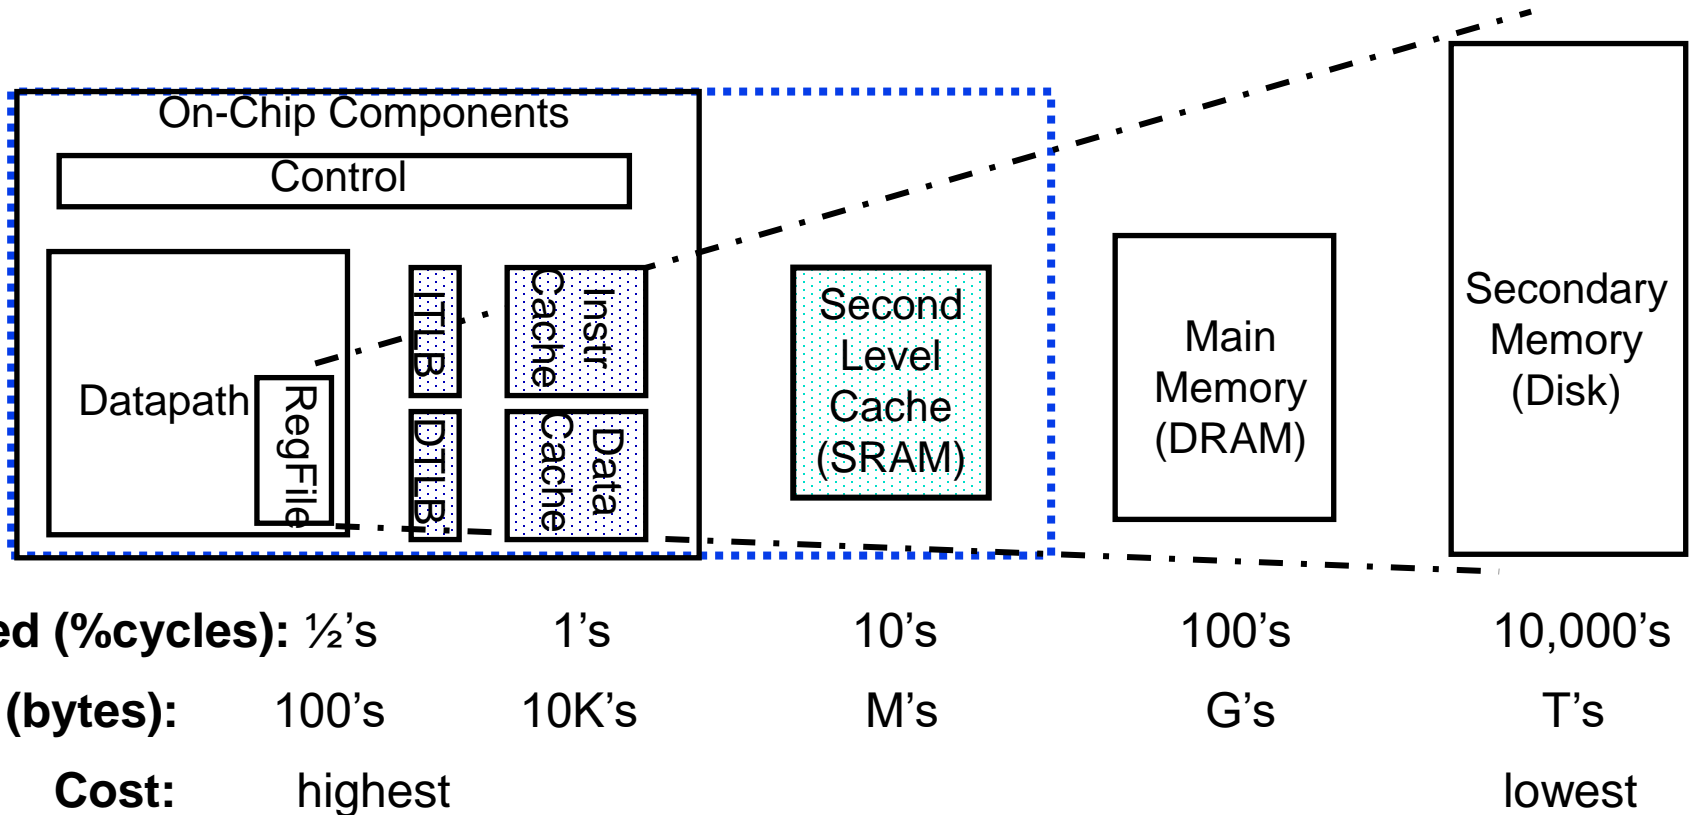 On-Chip Components
Control
Datapath
RegFile
ITLB
DTLB
Instr
Cache
Data
Cache
Second
Level
Cache
(SRAM)
Main
Memory
(DRAM)
Secondary
Memory
(Disk)
(%cycles): ½’s 1’s 10’s 100’s 10,000’s
(bytes): 100’s 10K’s M’s G’s T’s
Cost: highest lowest